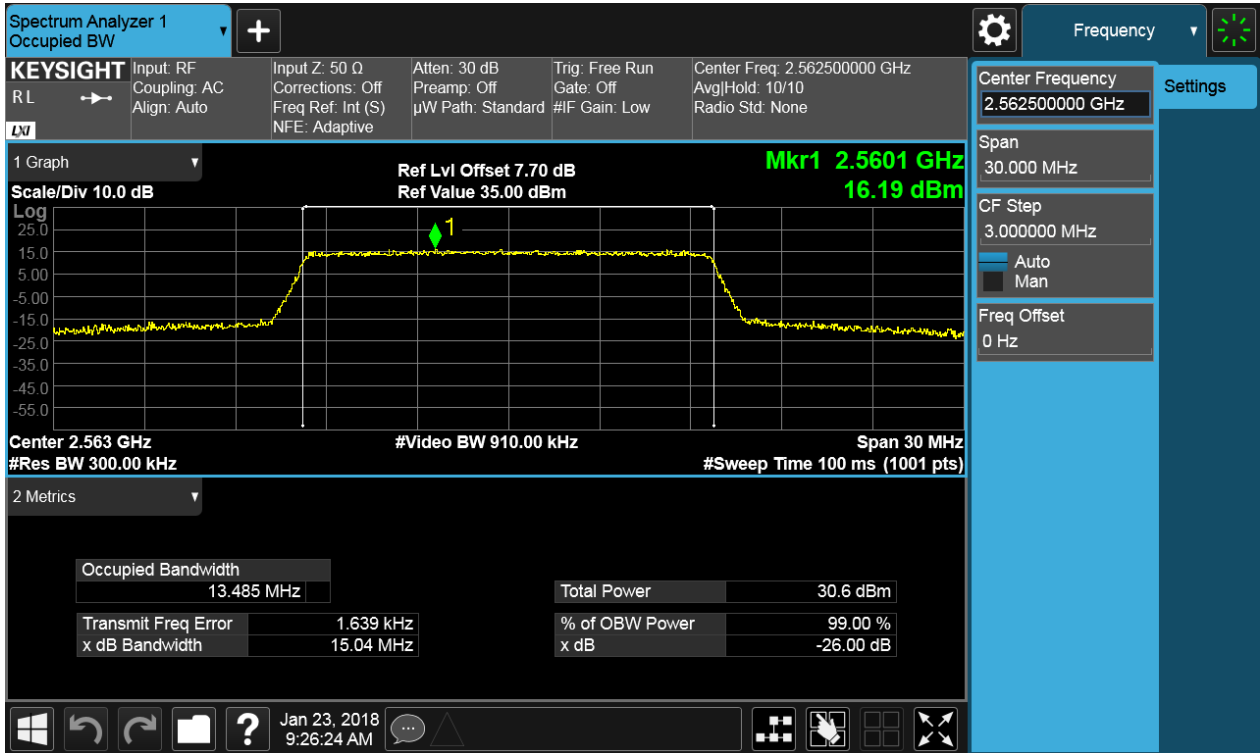 Spectrum Analyzer 1
Occupied BW
+
Frequency
KEYSIGHT
RL
LXI
Input: RF
Coupling: AC
Align: Auto
Input Z: 50 Ω
Corrections: Off
Freq Ref: Int (S)
NFE: Adaptive
Atten: 30 dB
Preamp: Off
µW Path: Standard
Trig: Free Run
Gate: Off
#IF Gain: Low
Center Freq: 2.562500000 GHz
Avg|Hold: 10/10
Radio Std: None
Center Frequency
2.562500000 GHz
Settings
Span
30.000 MHz
CF Step
3.000000 MHz
Auto
Man
Freq Offset
0 Hz
1 Graph
Scale/Div 10.0 dB
Ref Lvl Offset 7.70 dB
Ref Value 35.00 dBm
Mkr1 2.5601 GHz
16.19 dBm
Log
25.0
15.0
5.00
-5.00
-15.0
-25.0
-35.0
-45.0
-55.0
1
Center 2.563 GHz
#Video BW 910.00 kHz
Span 30 MHz
#Res BW 300.00 kHz
#Sweep Time 100 ms (1001 pts)
2 Metrics
Occupied Bandwidth
13.485 MHz
Total Power 30.6 dBm
Transmit Freq Error 1.639 kHz
% of OBW Power 99.00 %
x dB Bandwidth 15.04 MHz
x dB -26.00 dB
?
Jan 23, 2018
9:26:24 AM